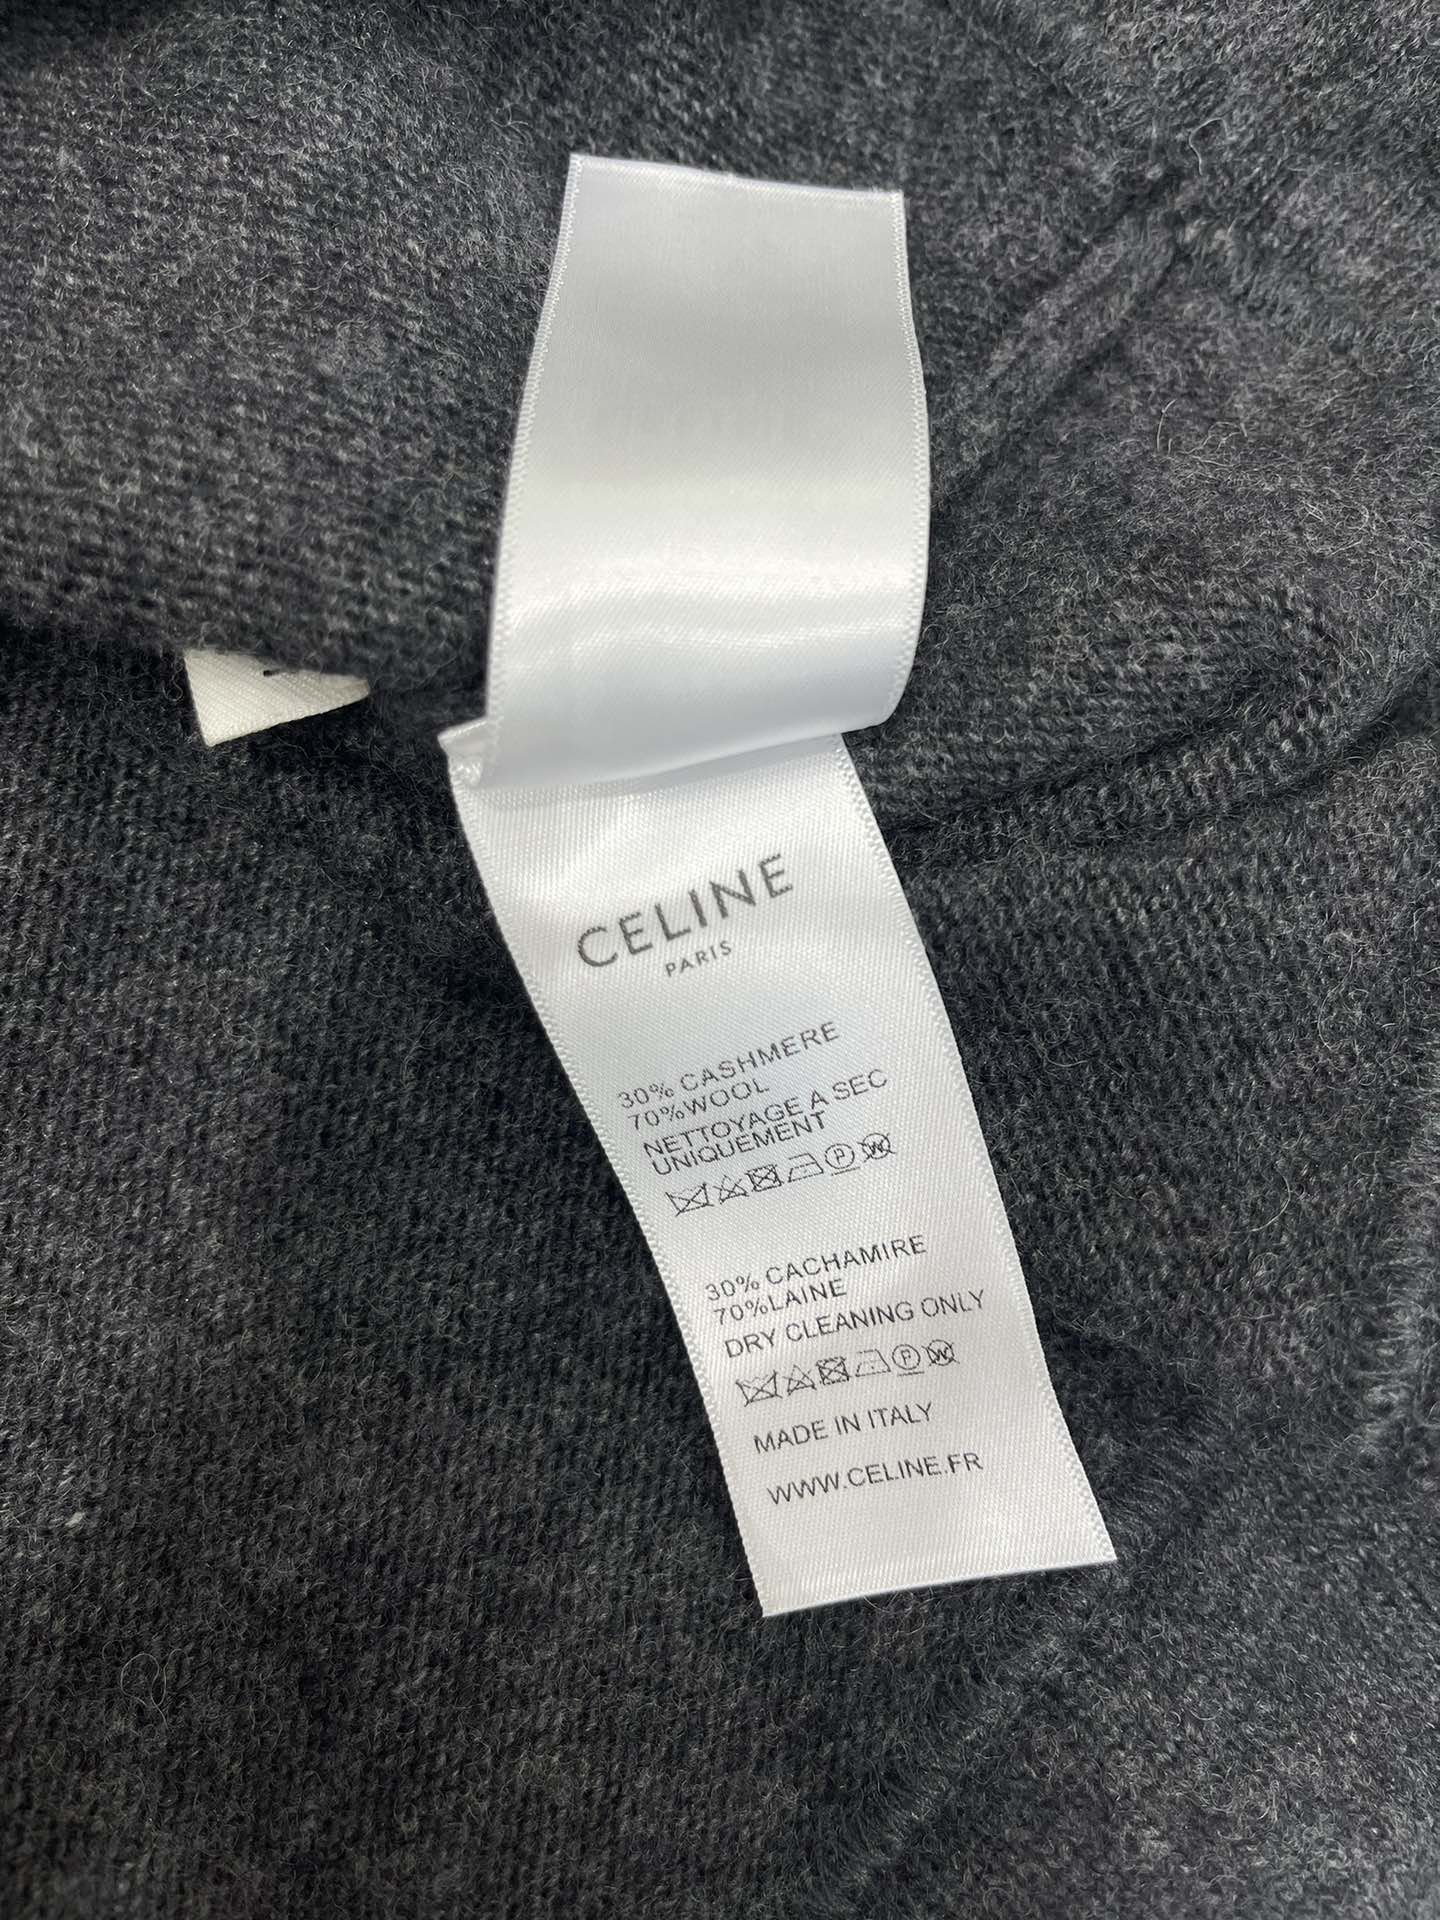 CELINE
PARIS
30% CASHMERE
70%WOOL
NETTOYAGE A SEC
UNIQUEMENT
P W
30% CACHAMIRE
70%LAINE
DRY CLEANING ONLY
P W
MADE IN ITALY
WWW.CELINE.FR